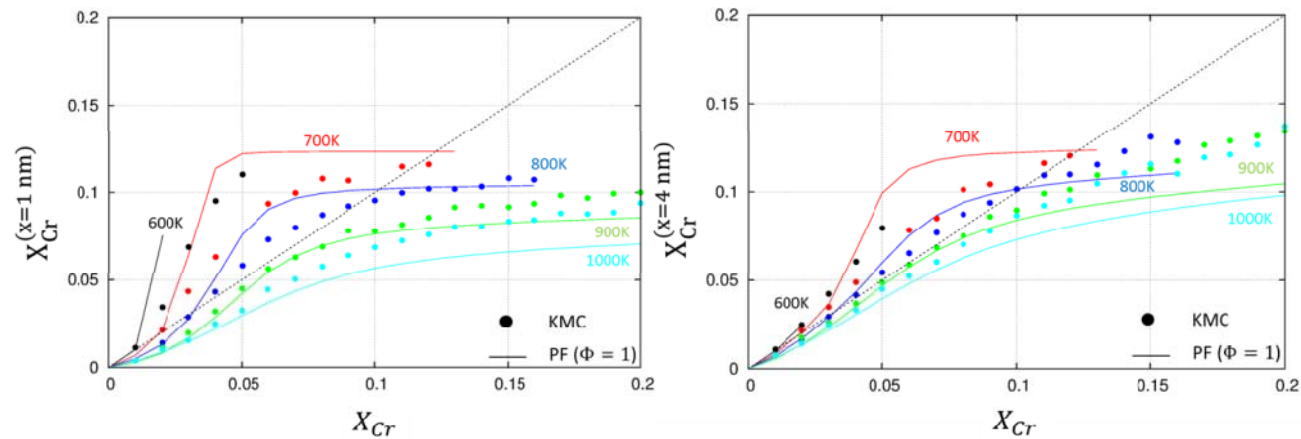 0.2
0.15
0.1
0.05
0
X_Cr^(x=1 nm)
600K
700K
800K
900K
1000K
KMC
PF (Φ = 1)
0
0.05
0.1
0.15
0.2
X_Cr
0.2
0.15
0.1
0.05
0
X_Cr^(x=4 nm)
600K
700K
800K
900K
1000K
KMC
PF (Φ = 1)
0
0.05
0.1
0.15
0.2
X_Cr